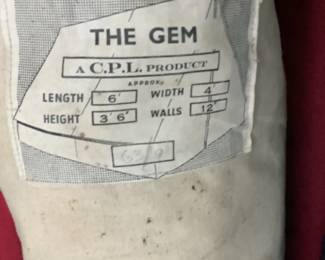 THE GEM
A C.P.L. PRODUCT
APPROX.
LENGTH 6' WIDTH 4'
HEIGHT 3' 6" WALLS 12"